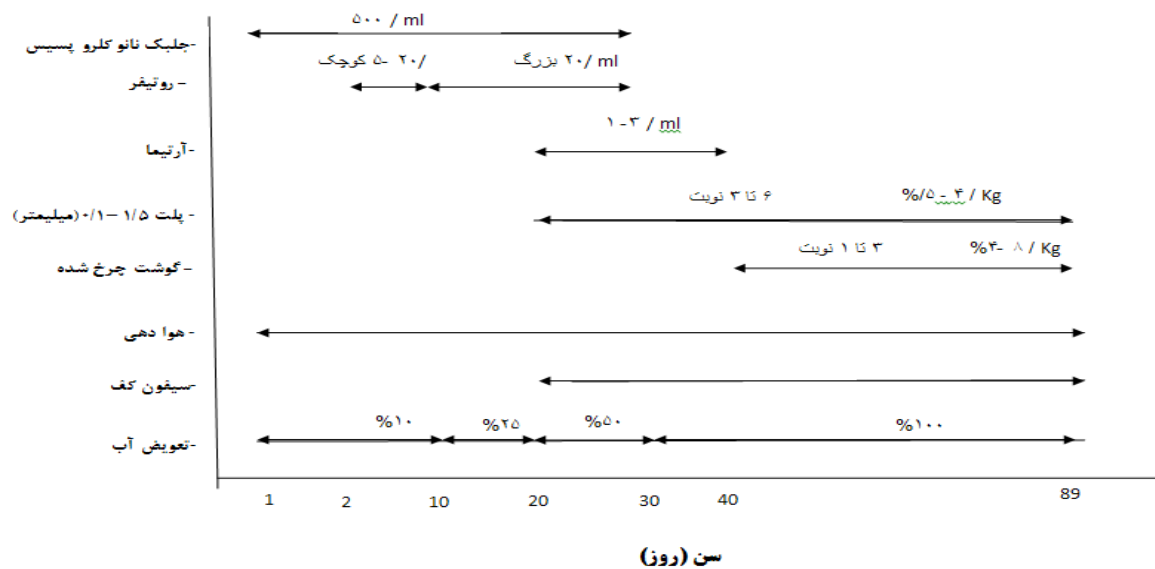 ۵۰۰ / ml
-جلبک نانو کلرو پسیس
۲۰/ ml بزرگ
۵- ۲۰/ کوچک
- روتیفر
۱ - ۳ / ml
-آرتیما
%/۵ - ۴ / Kg
۶ تا ۳ نوبت
- پلت ۱/۵ – ۰/۱ (میلیمتر)
%۴- ۸ / Kg
۳ تا ۱ نوبت
- گوشت چرخ شده
- هوا دهی
-سیفون کف
%۱۰ %۲۵ %۵۰ %۱۰۰
-تعویض آب
1 2 10 20 30 40 89
سن (روز)